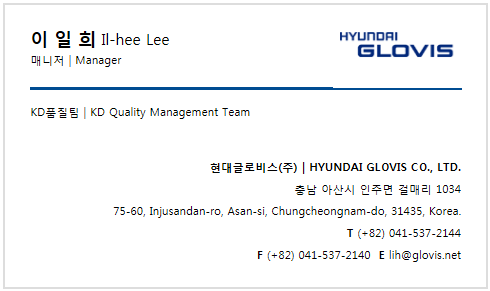 이 일 희 Il-hee Lee
HYUNDAI
GLOVIS
매니저 | Manager
KD품질팀 | KD Quality Management Team
현대글로비스(주) | HYUNDAI GLOVIS CO., LTD.
충남 아산시 인주면 걸매리 1034
75-60, Injusandan-ro, Asan-si, Chungcheongnam-do, 31435, Korea.
T (+82) 041-537-2144
F (+82) 041-537-2140 E lih@glovis.net